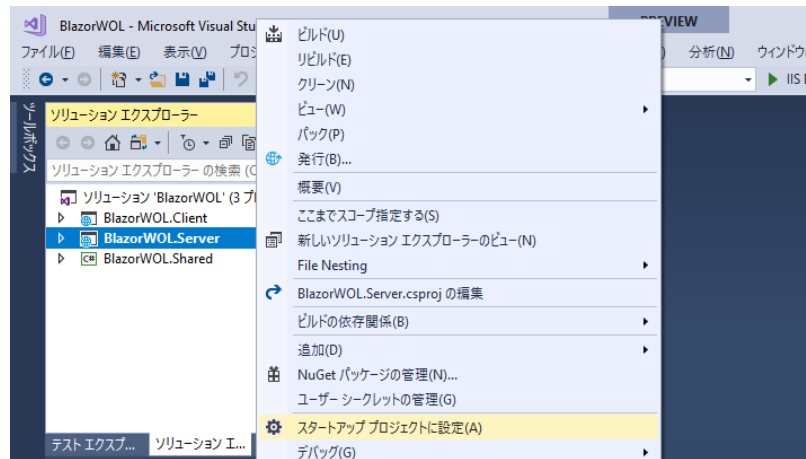 BlazorWOL - Microsoft Visual Stu
PREVIEW
ファイル(F) 編集(E) 表示(V) プロジ
分析(N) ウィンドウ
IIS
ツールボックス
ソリューション エクスプローラー
ソリューション エクスプローラー の検索 (C
ソリューション 'BlazorWOL' (3 プ
BlazorWOL.Client
BlazorWOL.Server
C# BlazorWOL.Shared
テスト エクスプ... ソリューション エ...
ビルド(U)
リビルド(E)
クリーン(N)
ビュー(W)
パック(P)
発行(B)...
概要(V)
ここまでスコープ指定する(S)
新しいソリューション エクスプローラーのビュー(N)
File Nesting
BlazorWOL.Server.csproj の編集
ビルドの依存関係(B)
追加(D)
NuGet パッケージの管理(N)...
ユーザー シークレットの管理(G)
スタートアップ プロジェクトに設定(A)
デバッグ(G)